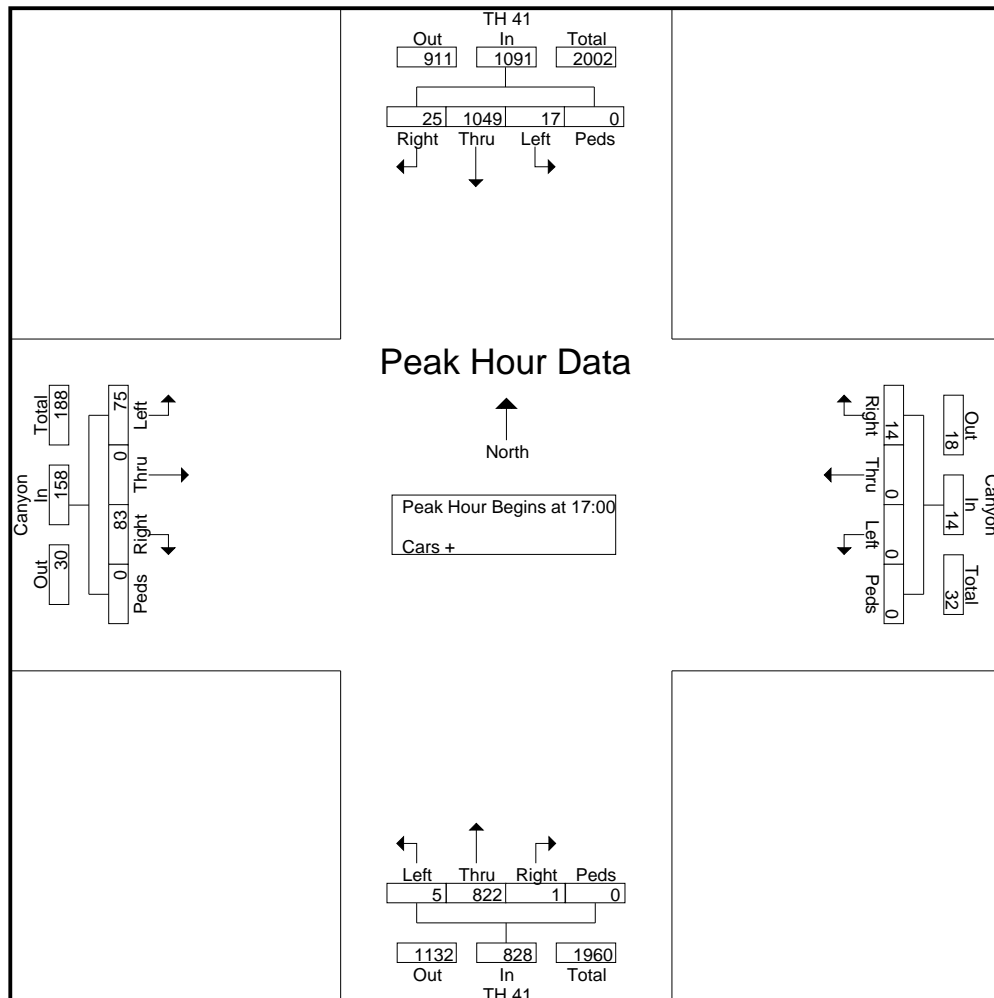 TH 41
Out In Total
911 1091 2002
25 1049 17 0
Right Thru Left Peds
Peak Hour Data
North
Peak Hour Begins at 17:00
Cars +
Canyon
Out In Total
30 158 188
Left Thru Right Peds
75 0 83 0
Canyon
Out In Total
18 14 32
Right Thru Left Peds
14 0 0 0
Left Thru Right Peds
5 822 1 0
1132 828 1960
Out In Total
TH 41